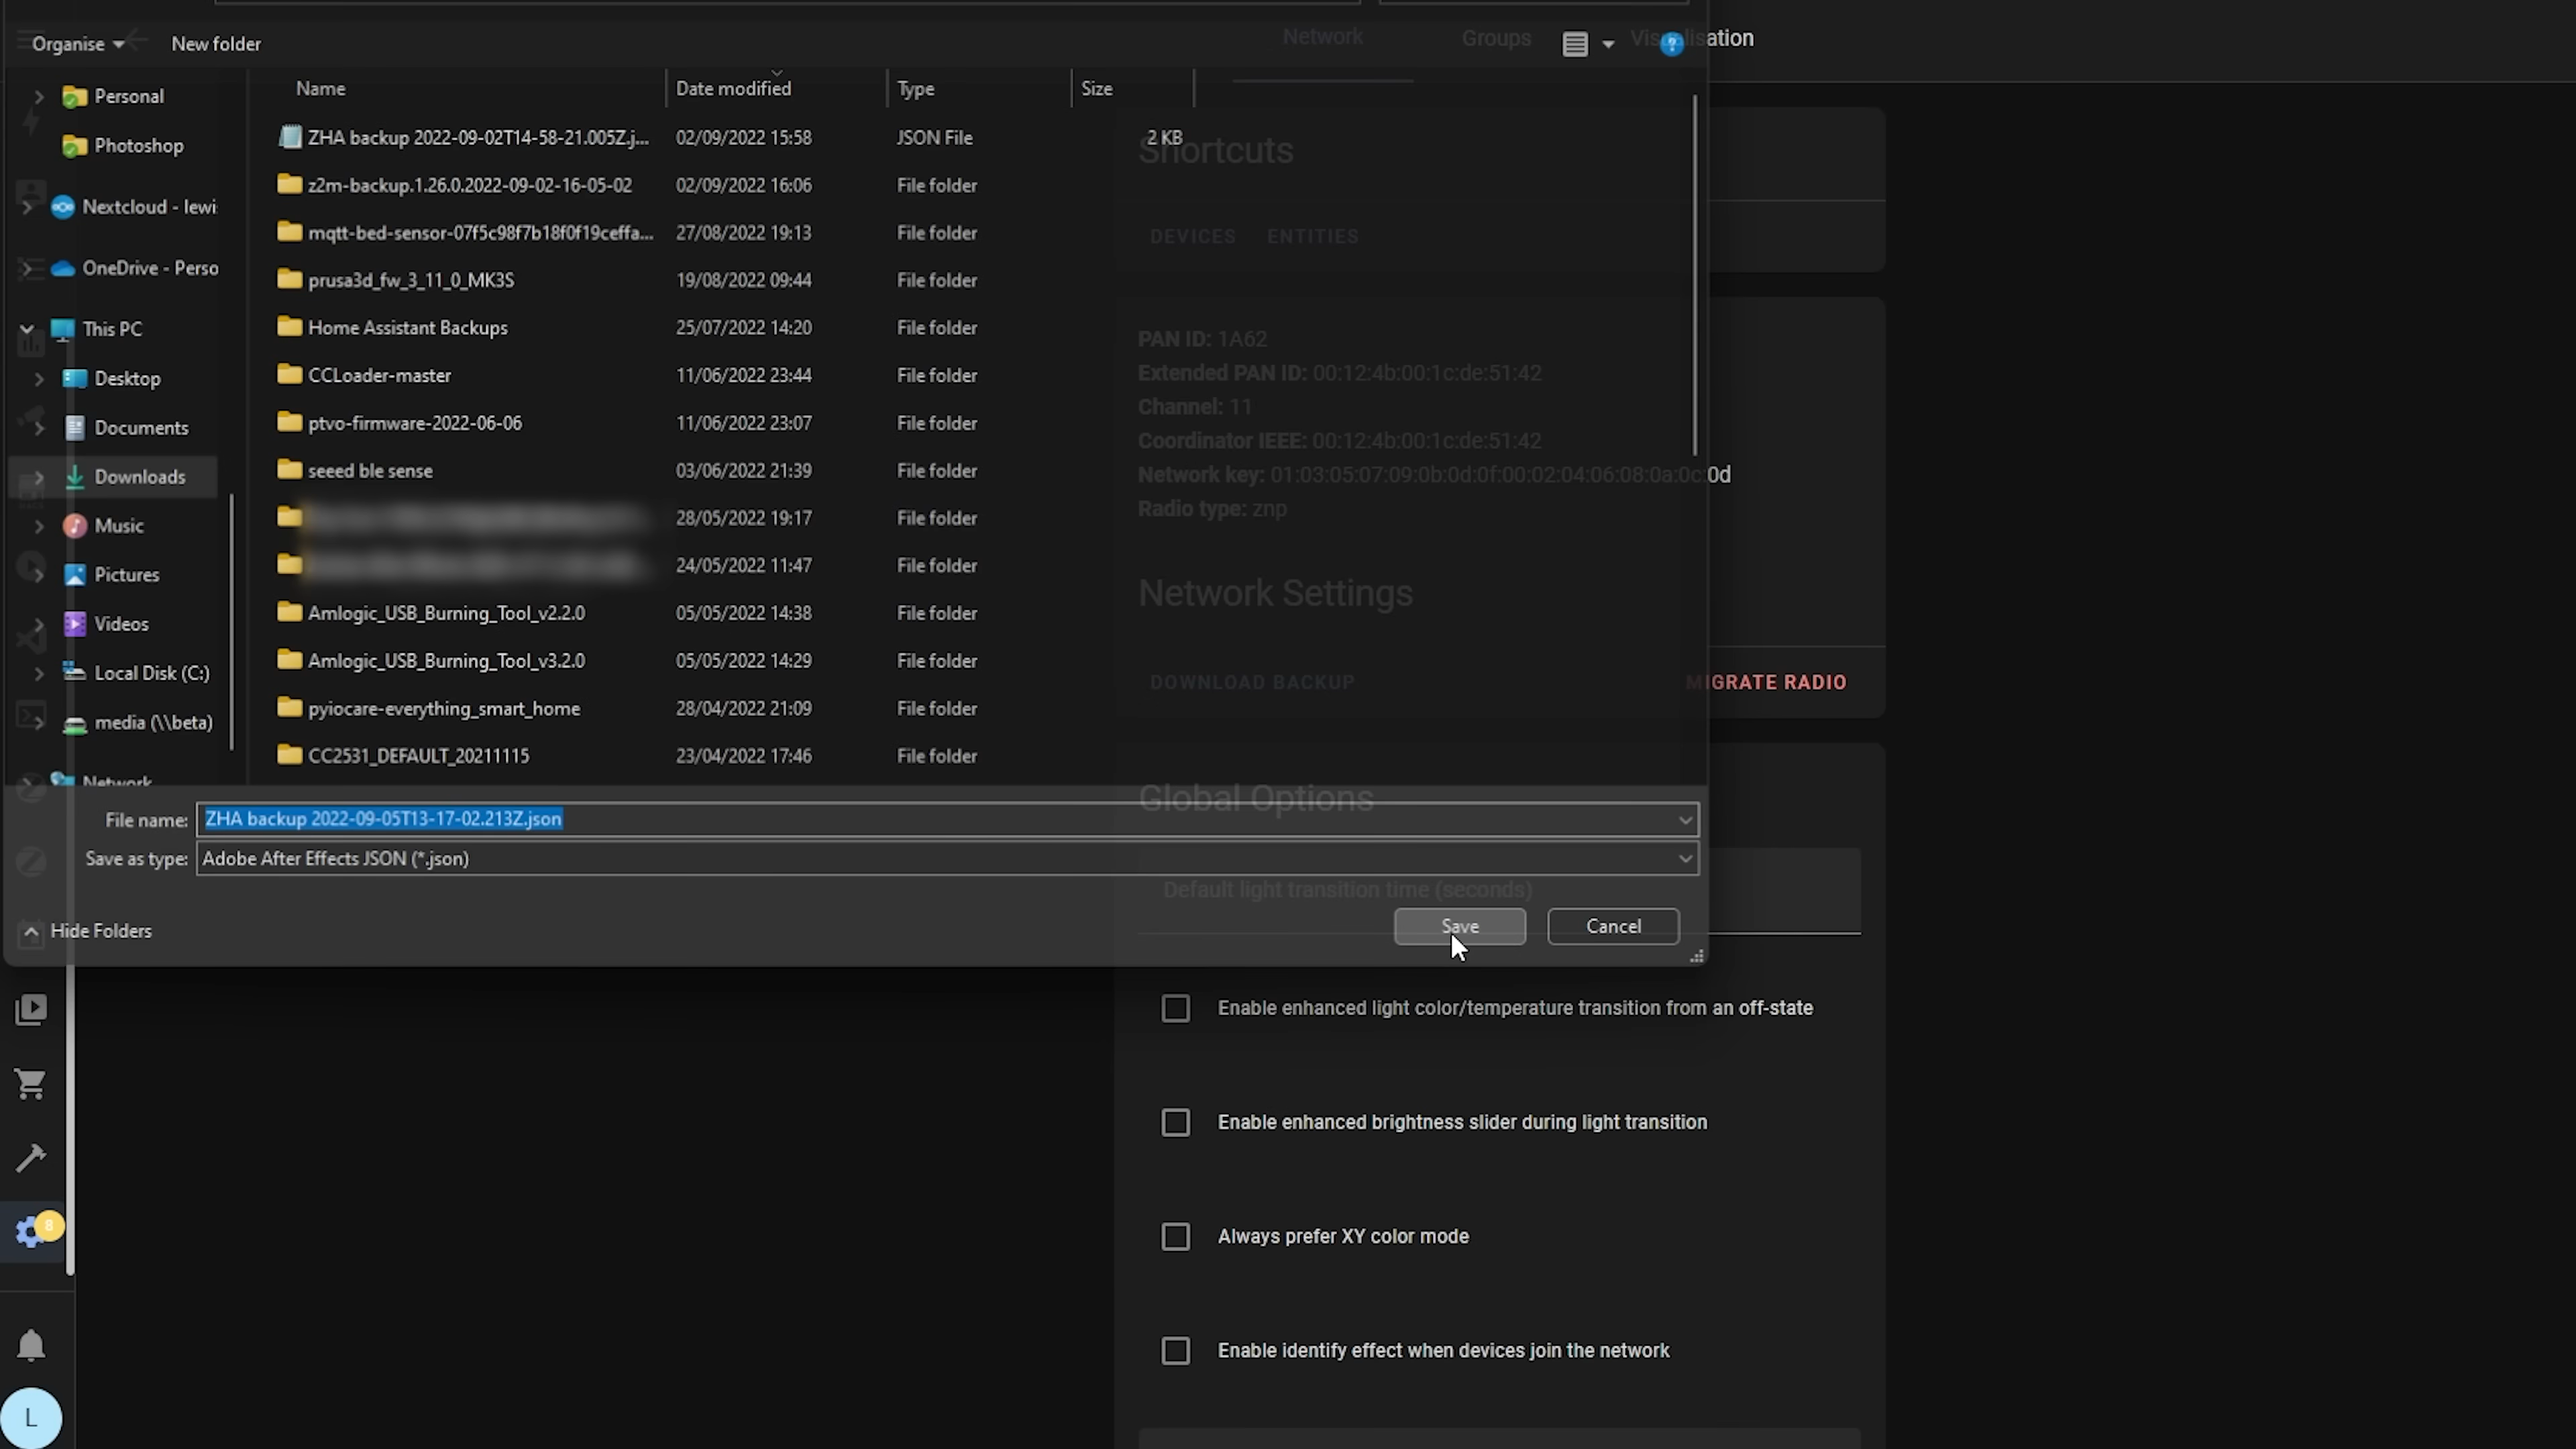 Organise
New folder
Network
Groups
Visualisation
Name
Date modified
Type
Size
Personal
Photoshop
Nextcloud - lewi
OneDrive - Perso
This PC
Desktop
Documents
Downloads
Music
Pictures
Videos
Local Disk (C:)
media (\\beta)
Network
ZHA backup 2022-09-02T14-58-21.005Z.j... 02/09/2022 15:58 JSON File 2 KB
z2m-backup.1.26.0.2022-09-02-16-05-02 02/09/2022 16:06 File folder
mqtt-bed-sensor-07f5c98f7b18f0f19ceffa... 27/08/2022 19:13 File folder
prusa3d_fw_3_11_0_MK3S 19/08/2022 09:44 File folder
Home Assistant Backups 25/07/2022 14:20 File folder
CCLoader-master 11/06/2022 23:44 File folder
ptvo-firmware-2022-06-06 11/06/2022 23:07 File folder
seeed ble sense 03/06/2022 21:39 File folder
28/05/2022 19:17 File folder
24/05/2022 11:47 File folder
Amlogic_USB_Burning_Tool_v2.2.0 05/05/2022 14:38 File folder
Amlogic_USB_Burning_Tool_v3.2.0 05/05/2022 14:29 File folder
pyiocare-everything_smart_home 28/04/2022 21:09 File folder
CC2531_DEFAULT_20211115 23/04/2022 17:46 File folder
Shortcuts
DEVICES ENTITIES
PAN ID: 1A62
Extended PAN ID: 00:12:4b:00:1c:de:51:42
Channel: 11
Coordinator IEEE: 00:12:4b:00:1c:de:51:42
Network key: 01:03:05:07:09:0b:0d:0f:00:02:04:06:08:0a:0c:0d
Radio type: znp
Network Settings
DOWNLOAD BACKUP
MIGRATE RADIO
Global Options
File name: ZHA backup 2022-09-05T13-17-02.213Z.json
Save as type: Adobe After Effects JSON (*.json)
Default light transition time (seconds)
Hide Folders
Save
Cancel
Enable enhanced light color/temperature transition from an off-state
Enable enhanced brightness slider during light transition
Always prefer XY color mode
Enable identify effect when devices join the network
8
L